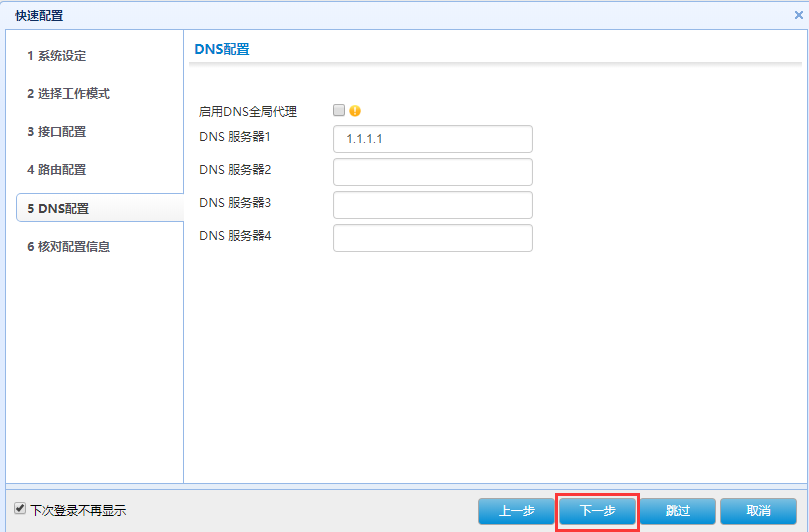 快速配置
1 系统设定
2 选择工作模式
3 接口配置
4 路由配置
5 DNS配置
6 核对配置信息
DNS配置
启用DNS全局代理
DNS 服务器1 1.1.1.1
DNS 服务器2
DNS 服务器3
DNS 服务器4
下次登录不再显示 上一步 下一步 跳过 取消